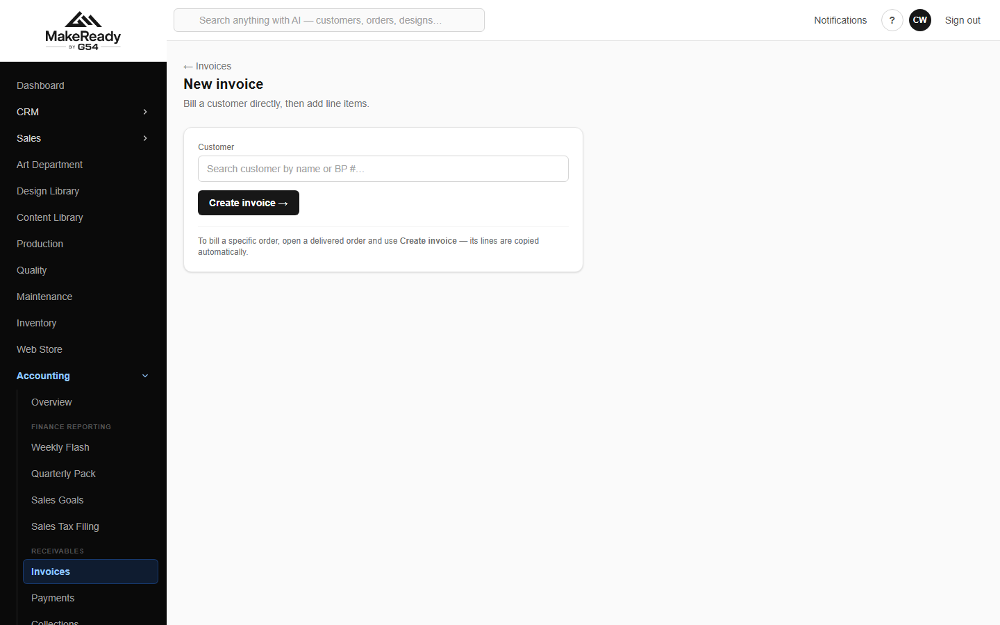 MakeReady
BY G54
Search anything with AI — customers, orders, designs...
Notifications
?
CW
Sign out
Dashboard
CRM
Sales
Art Department
Design Library
Content Library
Production
Quality
Maintenance
Inventory
Web Store
Accounting
Overview
FINANCE REPORTING
Weekly Flash
Quarterly Pack
Sales Goals
Sales Tax Filing
RECEIVABLES
Invoices
Payments
Collections
← Invoices
New invoice
Bill a customer directly, then add line items.
Customer
Search customer by name or BP #...
Create invoice →
To bill a specific order, open a delivered order and use Create invoice — its lines are copied
automatically.